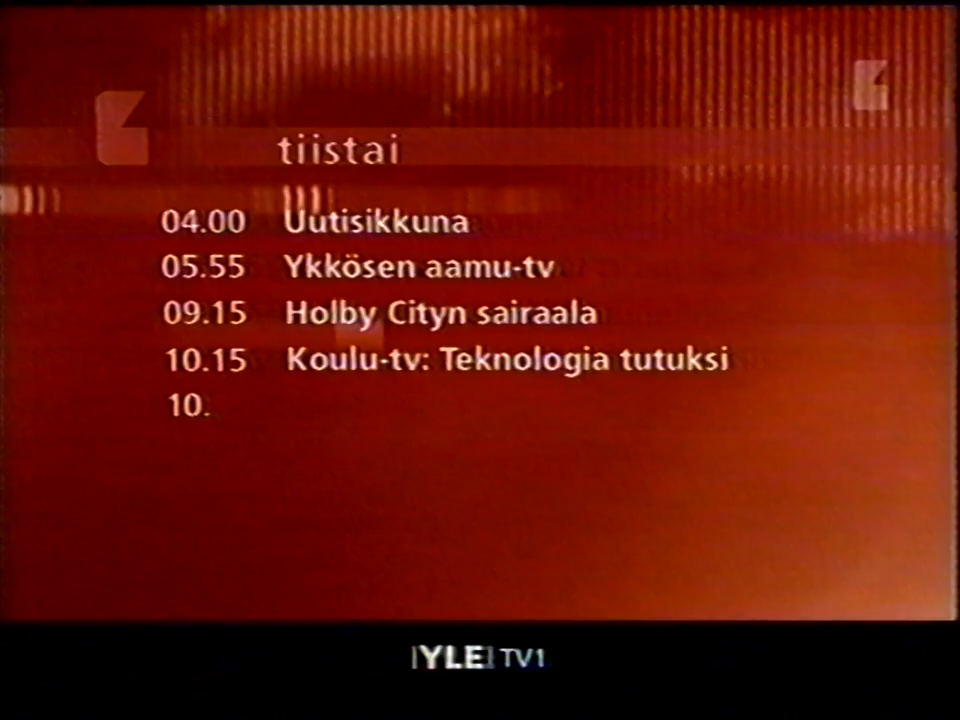 tiistai
04.00 Uutisikkuna
05.55 Ykkösen aamu-tv
09.15 Holby Cityn sairaala
10.15 Koulu-tv: Teknologia tutuksi
10.
YLE TV1